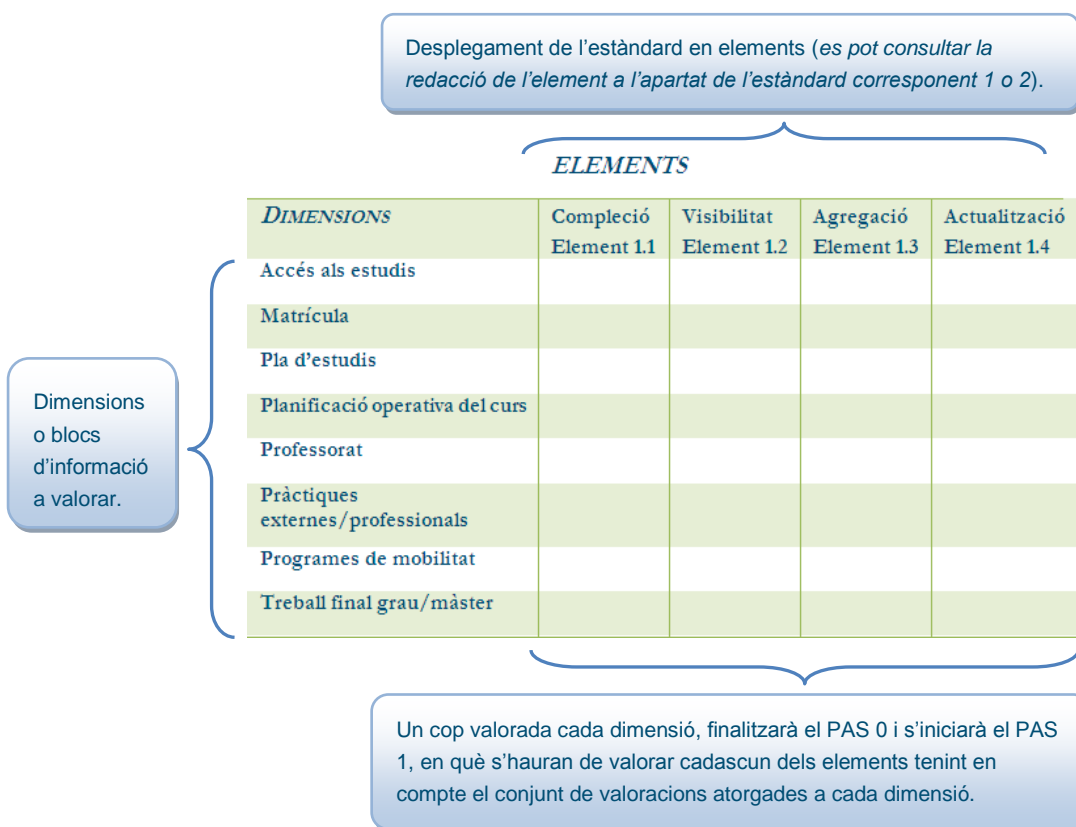 Desplegament de l’estàndard en elements (es pot consultar la
redacció de l’element a l’apartat de l’estàndard corresponent 1 o 2).
ELEMENTS
DIMENSIONS Compleció Visibilitat Agregació Actualització
Element 1.1 Element 1.2 Element 1.3 Element 1.4
Accés als estudis
Matrícula
Pla d’estudis
Planificació operativa del curs
Professorat
Pràctiques
externes/professionals
Programes de mobilitat
Treball final grau/màster
Dimensions
o blocs
d’informació
a valorar.
Un cop valorada cada dimensió, finalitzarà el PAS 0 i s’iniciarà el PAS
1, en què s’hauran de valorar cadascun dels elements tenint en
compte el conjunt de valoracions atorgades a cada dimensió.